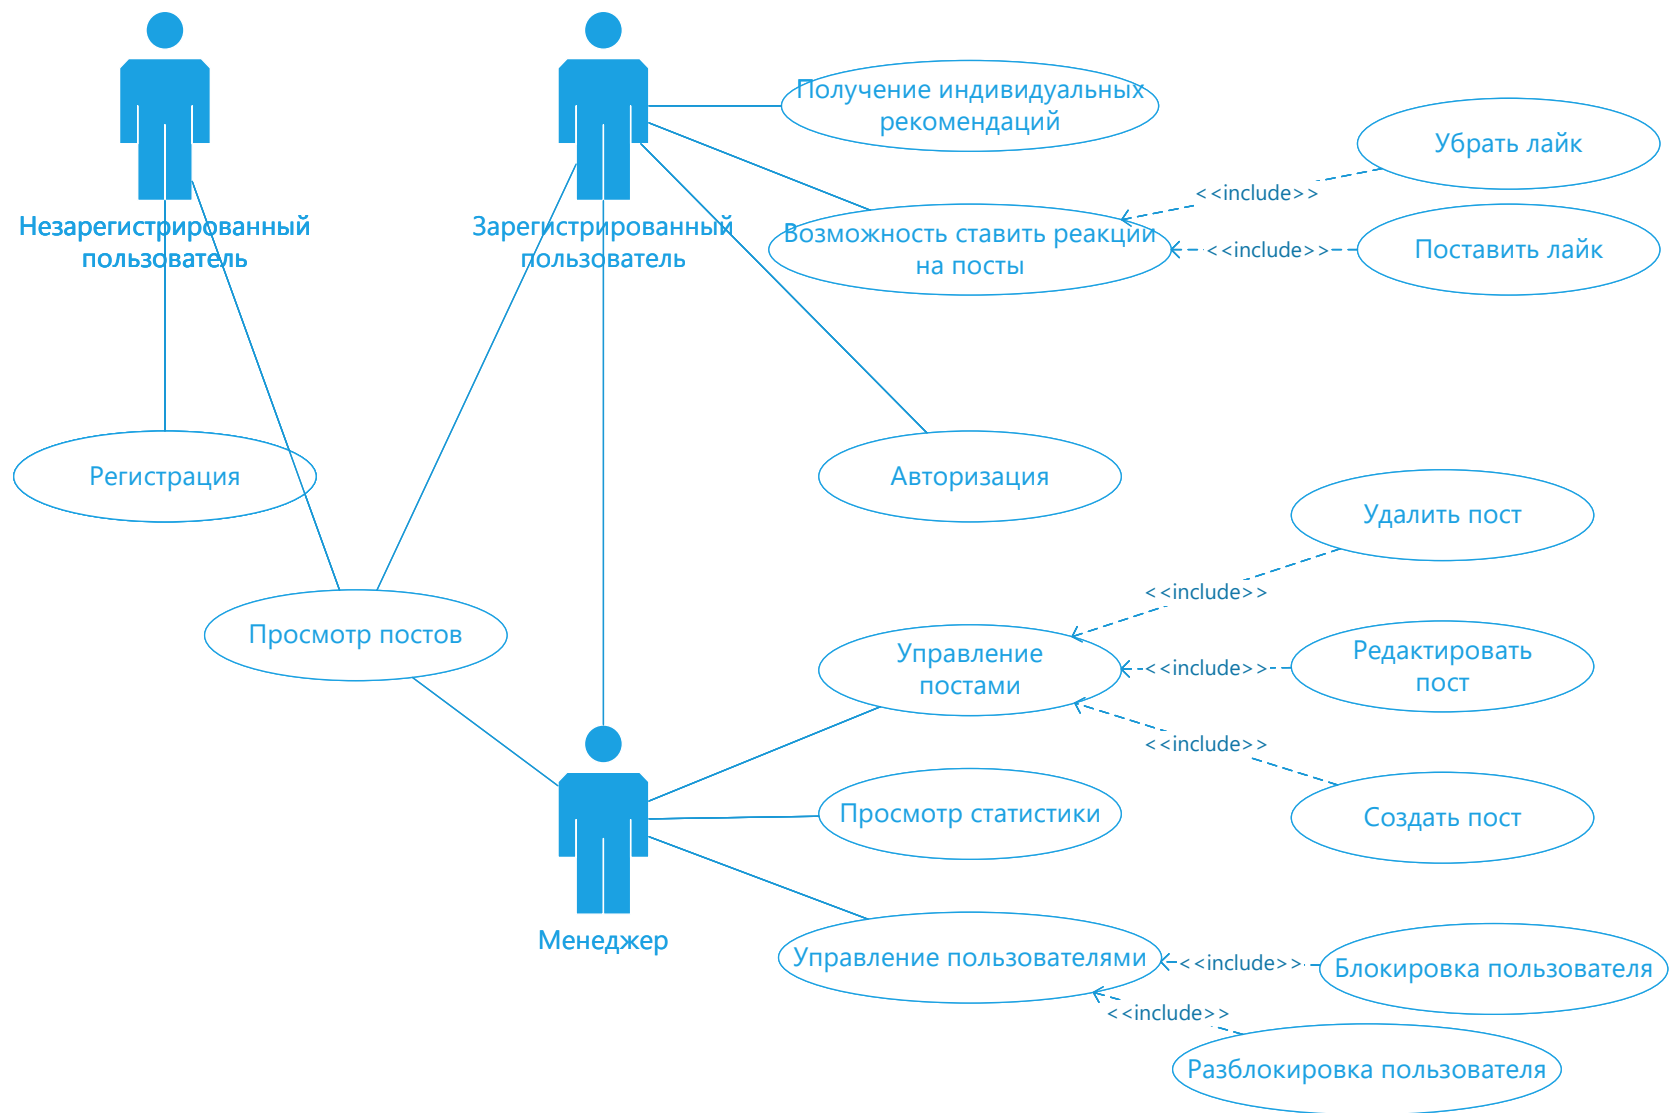 Незарегистрированный
пользователь
Зарегистрированный
пользователь
Получение индивидуальных
рекомендаций
Убрать лайк
<<include>>
Возможность ставить реакции
на посты
<<include>>
Поставить лайк
Регистрация
Авторизация
Удалить пост
<<include>>
Просмотр постов
Управление
постами
<<include>>
Редактировать
пост
<<include>>
Просмотр статистики
Создать пост
Менеджер
Управление пользователями
<<include>>
Блокировка пользователя
<<include>>
Разблокировка пользователя